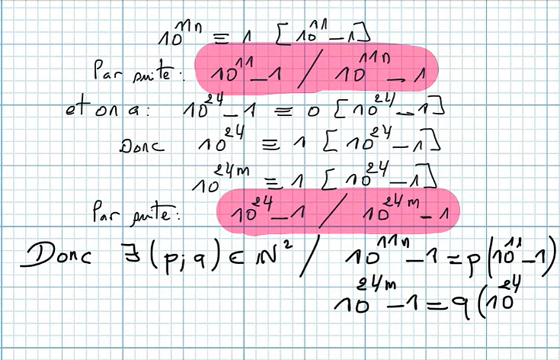 10^11n ≡ 1 [10^11 − 1]
Par suite : 10^11 − 1 / 10^11n − 1
et on a : 10^24 − 1 ≡ 0 [10^24 − 1]
Donc 10^24 ≡ 1 [10^24 − 1]
10^24m ≡ 1 [10^24 − 1]
Par suite : 10^24 − 1 / 10^24m − 1
Donc ∃ (p;q) ∈ ℕ² / 10^11n − 1 = p(10^11 − 1)
10^24m − 1 = q(10^24